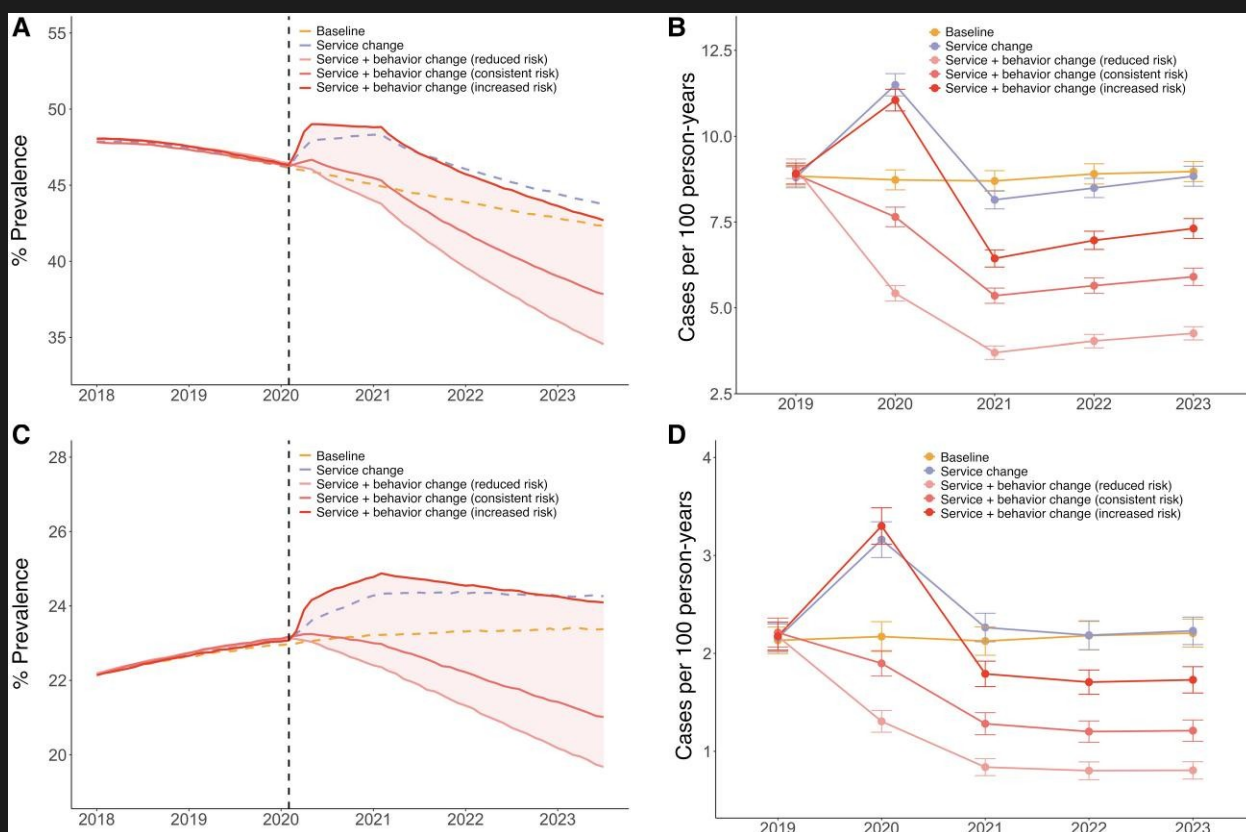 A
% Prevalence
55
50
45
40
35
Baseline
Service change
Service + behavior change (reduced risk)
Service + behavior change (consistent risk)
Service + behavior change (increased risk)
2018 2019 2020 2021 2022 2023
B
Cases per 100 person-years
12.5
10.0
7.5
5.0
2.5
Baseline
Service change
Service + behavior change (reduced risk)
Service + behavior change (consistent risk)
Service + behavior change (increased risk)
2019 2020 2021 2022 2023
C
% Prevalence
28
26
24
22
20
Baseline
Service change
Service + behavior change (reduced risk)
Service + behavior change (consistent risk)
Service + behavior change (increased risk)
2018 2019 2020 2021 2022 2023
D
Cases per 100 person-years
4
3
2
1
Baseline
Service change
Service + behavior change (reduced risk)
Service + behavior change (consistent risk)
Service + behavior change (increased risk)
2019 2020 2021 2022 2023